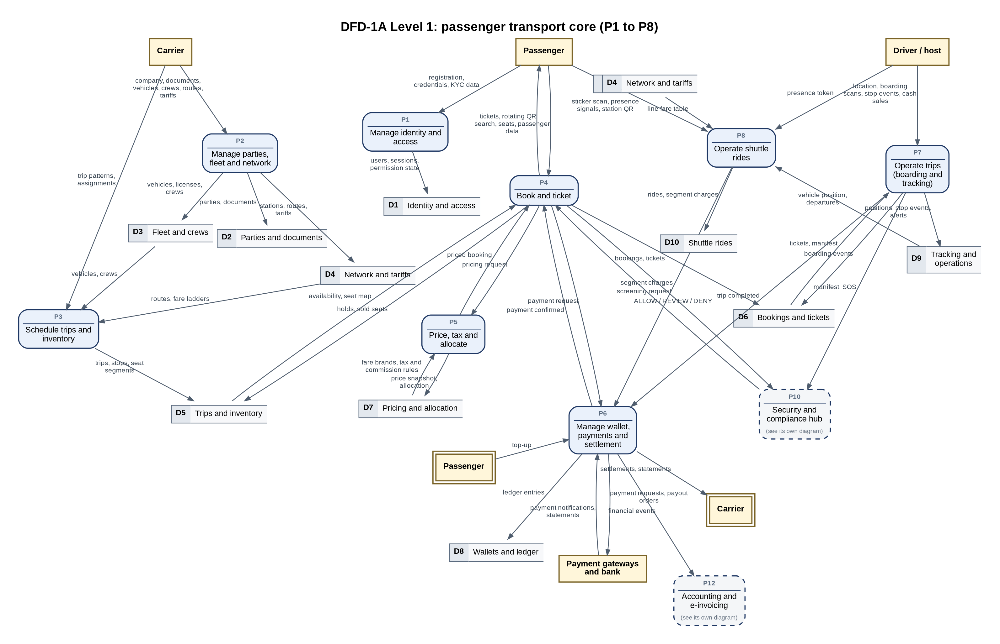 DFD-1A Level 1: passenger transport core (P1 to P8)
Carrier
Passenger
Driver / host
company, documents,
vehicles, crews, routes,
tariffs
registration,
credentials, KYC data
D4
Network and tariffs
presence token
location, boarding
scans, stop events, cash
sales
sticker scan, presence
signals, station QR
line fare table
tickets, rotating QR
search, seats, passenger
data
P1
Manage identity and
access
P2
Manage parties,
fleet and network
P8
Operate shuttle
rides
P7
Operate trips
(boarding and
tracking)
users, sessions,
permission state
trip patterns,
assignments
vehicles, licenses,
crews
parties, documents
stations, routes,
tariffs
P4
Book and ticket
rides, segment charges
vehicle position,
departures
positions, stop events,
alerts
D1
Identity and access
D3
Fleet and crews
D2
Parties and documents
D10
Shuttle rides
D9
Tracking and
operations
tickets, manifest
boarding events
priced booking
pricing request
bookings, tickets
vehicles, crews
D4
Network and tariffs
segment charges
screening request
ALLOW / REVIEW / DENY
manifest, SOS
trip completed
routes, fare ladders
availability, seat map
holds, sold seats
payment request
payment confirmed
D6
Bookings and tickets
P3
Schedule trips and
inventory
P5
Price, tax and
allocate
trips, stops, seat
segments
fare brands, tax and
commission rules
price snapshot,
allocation
D5
Trips and inventory
D7
Pricing and allocation
P6
Manage wallet,
payments and
settlement
P10
Security and
compliance hub
(see its own diagram)
top-up
Passenger
settlements, statements
ledger entries
payment requests, payout
orders
payment notifications,
statements
financial events
Carrier
D8
Wallets and ledger
Payment gateways
and bank
P12
Accounting and
e-invoicing
(see its own diagram)